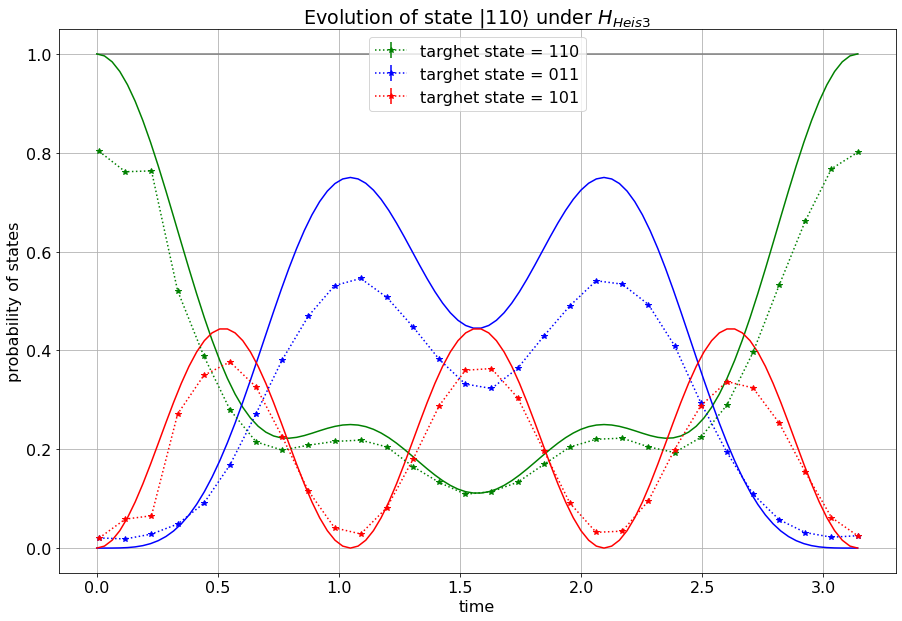 Evolution of state |110⟩ under H_{Heis3}
targhet state = 110
targhet state = 011
targhet state = 101
probability of states
1.0
0.8
0.6
0.4
0.2
0.0
0.0 0.5 1.0 1.5 2.0 2.5 3.0
time